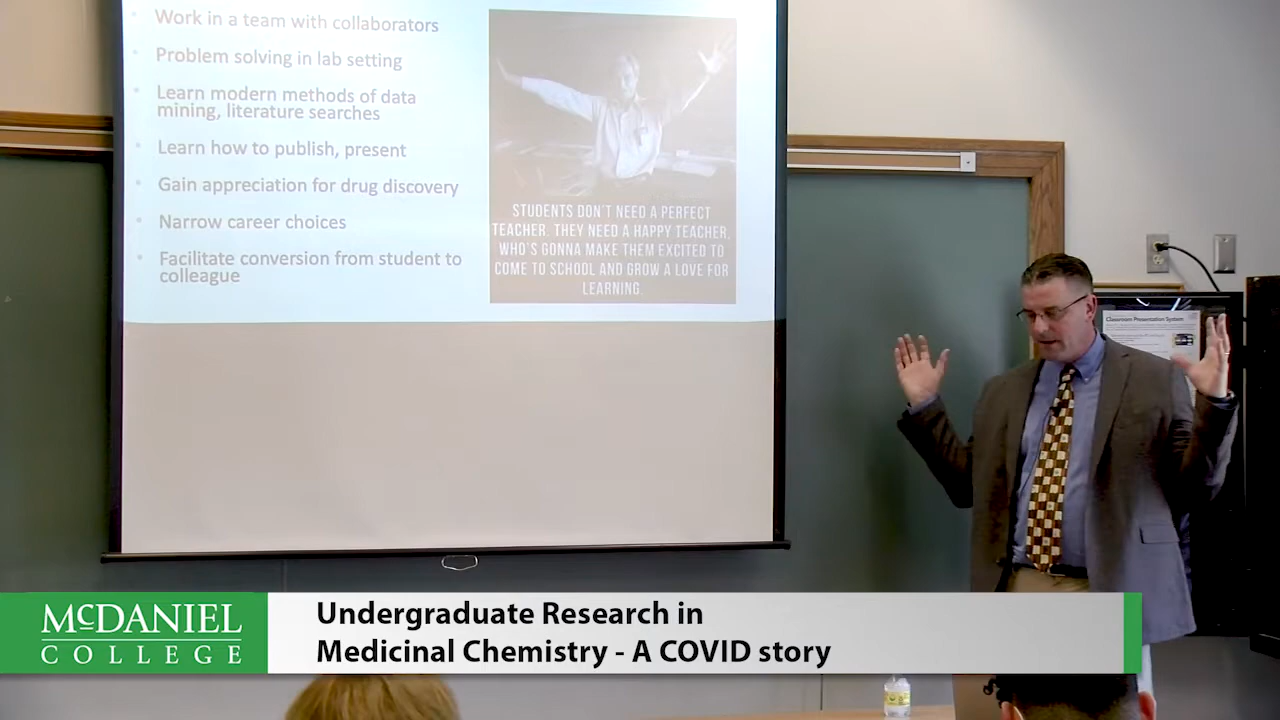 Work in a team with collaborators
Problem solving in lab setting
Learn modern methods of data
mining, literature searches
Learn how to publish, present
Gain appreciation for drug discovery
Narrow career choices
Facilitate conversion from student to
colleague
STUDENTS DON'T NEED A PERFECT
TEACHER. THEY NEED A HAPPY TEACHER,
WHO'S GONNA MAKE THEM EXCITED TO
COME TO SCHOOL AND GROW A LOVE FOR
LEARNING.
Classroom Presentation System
McDANIEL
COLLEGE
Undergraduate Research in
Medicinal Chemistry - A COVID story